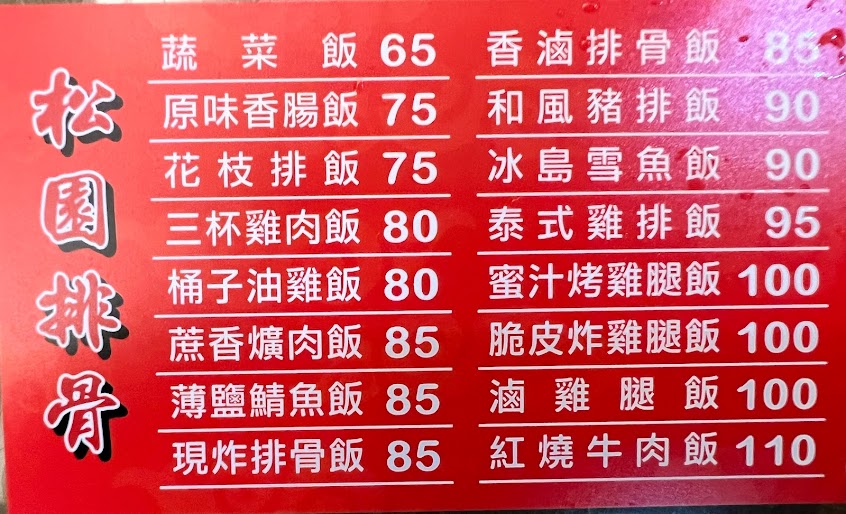 松園排骨
蔬菜飯 65
原味香腸飯 75
花枝排飯 75
三杯雞肉飯 80
桶子油雞飯 80
蔗香爌肉飯 85
薄鹽鯖魚飯 85
現炸排骨飯 85
香滷排骨飯 85
和風豬排飯 90
冰島雪魚飯 90
泰式雞排飯 95
蜜汁烤雞腿飯 100
脆皮炸雞腿飯 100
滷雞腿飯 100
紅燒牛肉飯 110